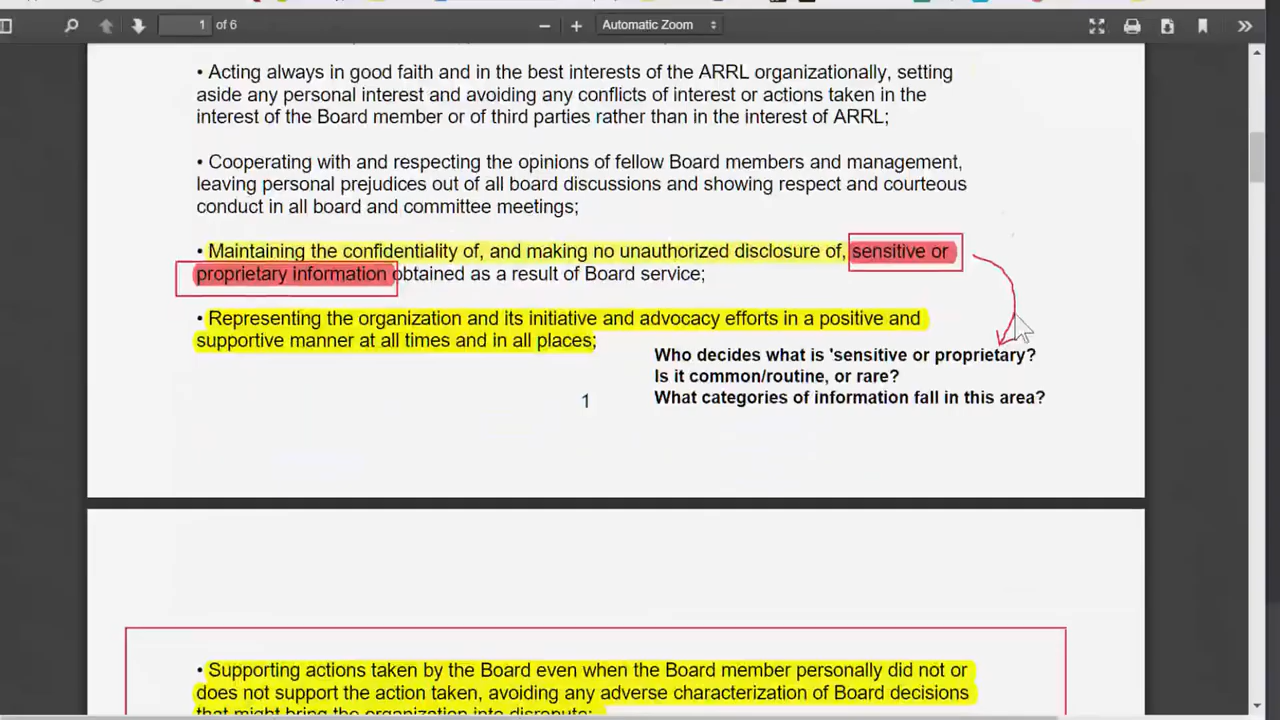 1 of 6
Automatic Zoom
• Acting always in good faith and in the best interests of the ARRL organizationally, setting
aside any personal interest and avoiding any conflicts of interest or actions taken in the
interest of the Board member or of third parties rather than in the interest of ARRL;
• Cooperating with and respecting the opinions of fellow Board members and management,
leaving personal prejudices out of all board discussions and showing respect and courteous
conduct in all board and committee meetings;
• Maintaining the confidentiality of, and making no unauthorized disclosure of, sensitive or
proprietary information obtained as a result of Board service;
• Representing the organization and its initiative and advocacy efforts in a positive and
supportive manner at all times and in all places;
Who decides what is 'sensitive or proprietary?
Is it common/routine, or rare?
What categories of information fall in this area?
1
• Supporting actions taken by the Board even when the Board member personally did not or
does not support the action taken, avoiding any adverse characterization of Board decisions
that might bring the organization into disrepute;